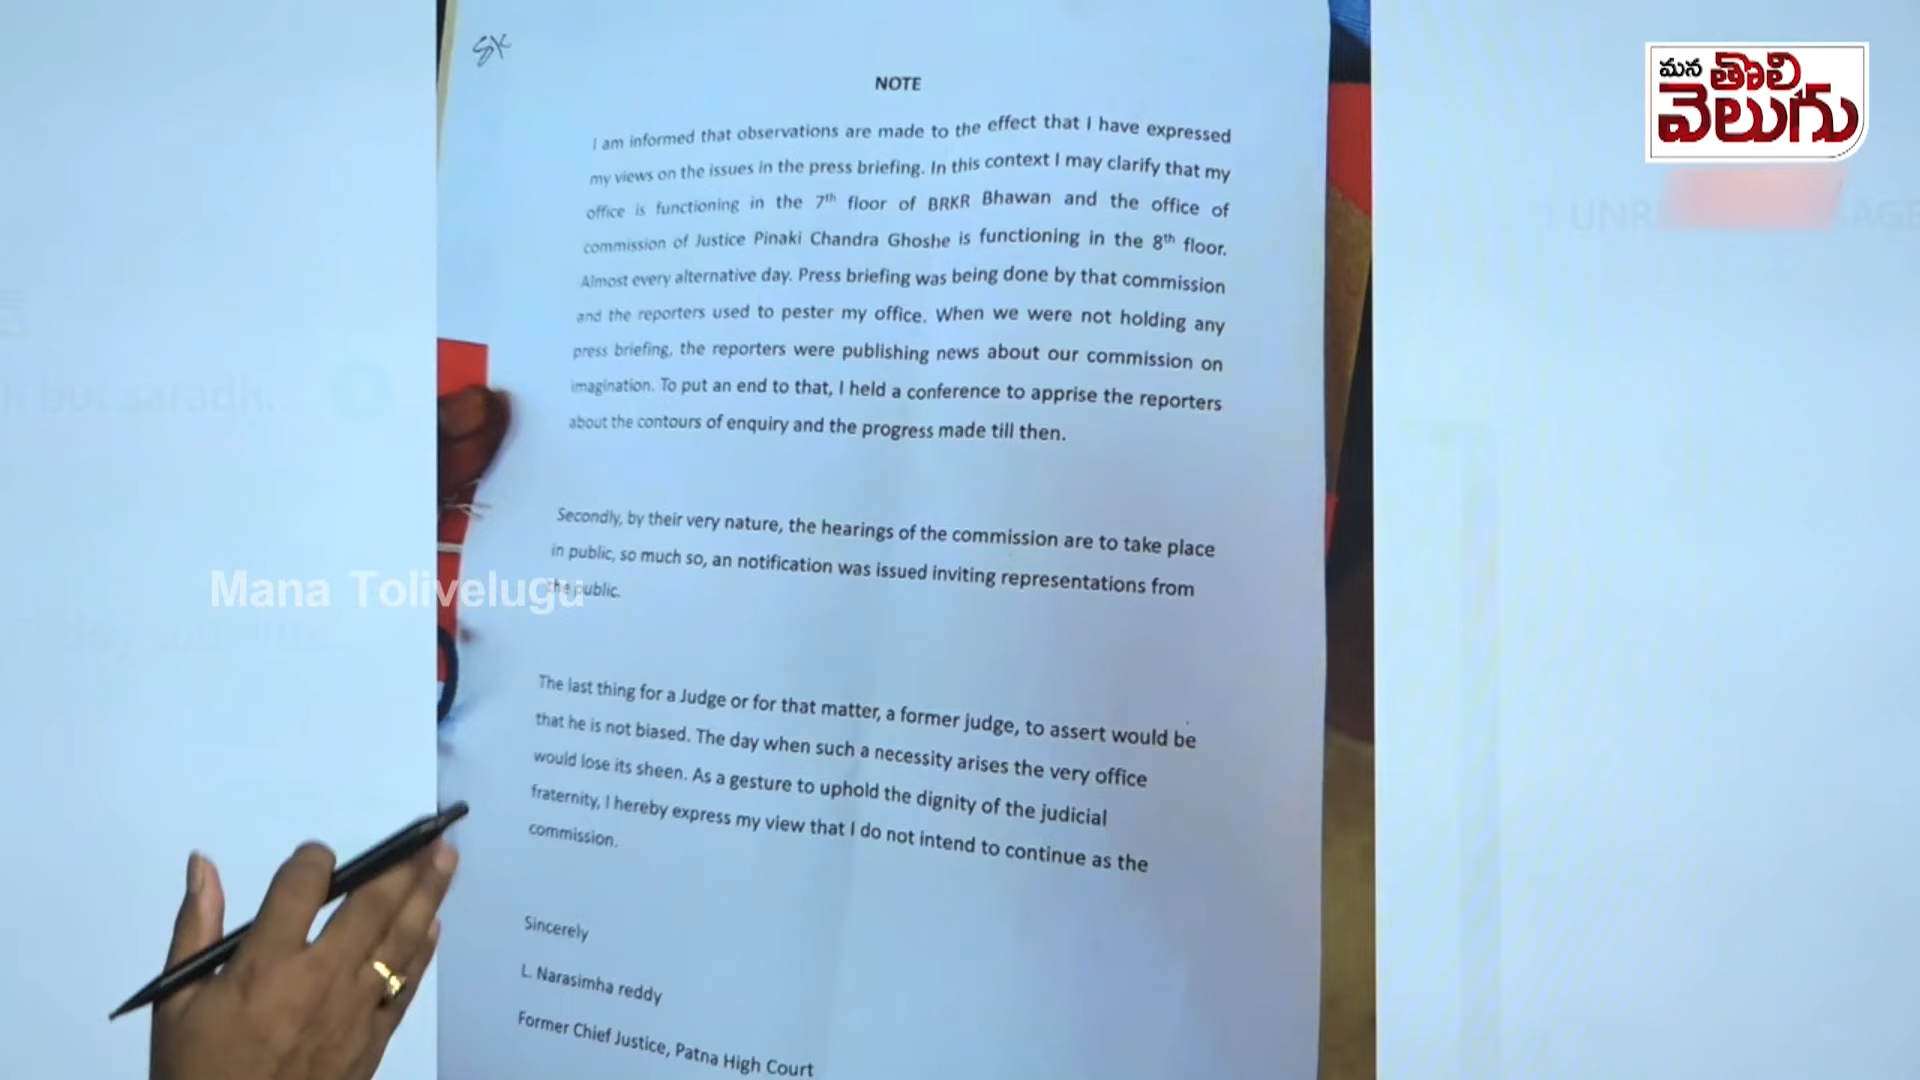 SK
NOTE
I am informed that observations are made to the effect that I have expressed
my views on the issues in the press briefing. In this context I may clarify that my
office is functioning in the 7th floor of BRKR Bhawan and the office of
commission of Justice Pinaki Chandra Ghoshe is functioning in the 8th floor.
Almost every alternative day. Press briefing was being done by that commission
and the reporters used to pester my office. When we were not holding any
press briefing, the reporters were publishing news about our commission on
imagination. To put an end to that, I held a conference to apprise the reporters
about the contours of enquiry and the progress made till then.
Secondly, by their very nature, the hearings of the commission are to take place
in public, so much so, an notification was issued inviting representations from
the public.
The last thing for a Judge or for that matter, a former judge, to assert would be
that he is not biased. The day when such a necessity arises the very office
would lose its sheen. As a gesture to uphold the dignity of the judicial
fraternity, I hereby express my view that I do not intend to continue as the
commission.
Sincerely
L. Narasimha reddy
Former Chief Justice, Patna High Court
మన
తొలి
వెలుగు
Mana Tolivelugu
but saradh...